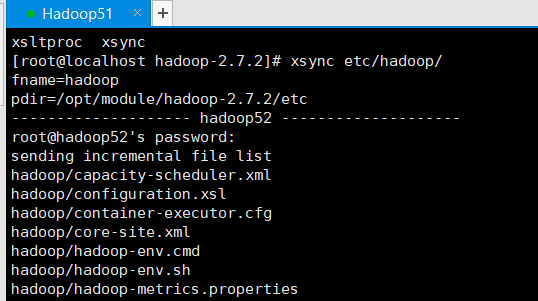 Hadoop51
xsltproc  xsync
[root@localhost hadoop-2.7.2]# xsync etc/hadoop/
fname=hadoop
pdir=/opt/module/hadoop-2.7.2/etc
-------------------- hadoop52 --------------------
root@hadoop52's password:
sending incremental file list
hadoop/capacity-scheduler.xml
hadoop/configuration.xsl
hadoop/container-executor.cfg
hadoop/core-site.xml
hadoop/hadoop-env.cmd
hadoop/hadoop-env.sh
hadoop/hadoop-metrics.properties